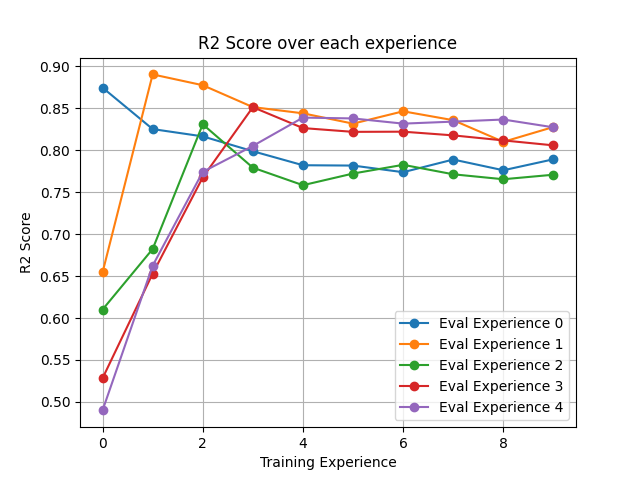 R2 Score over each experience
0.90
0.85
0.80
0.75
0.70
0.65
0.60
0.55
0.50
R2 Score
Eval Experience 0
Eval Experience 1
Eval Experience 2
Eval Experience 3
Eval Experience 4
0 2 4 6 8
Training Experience